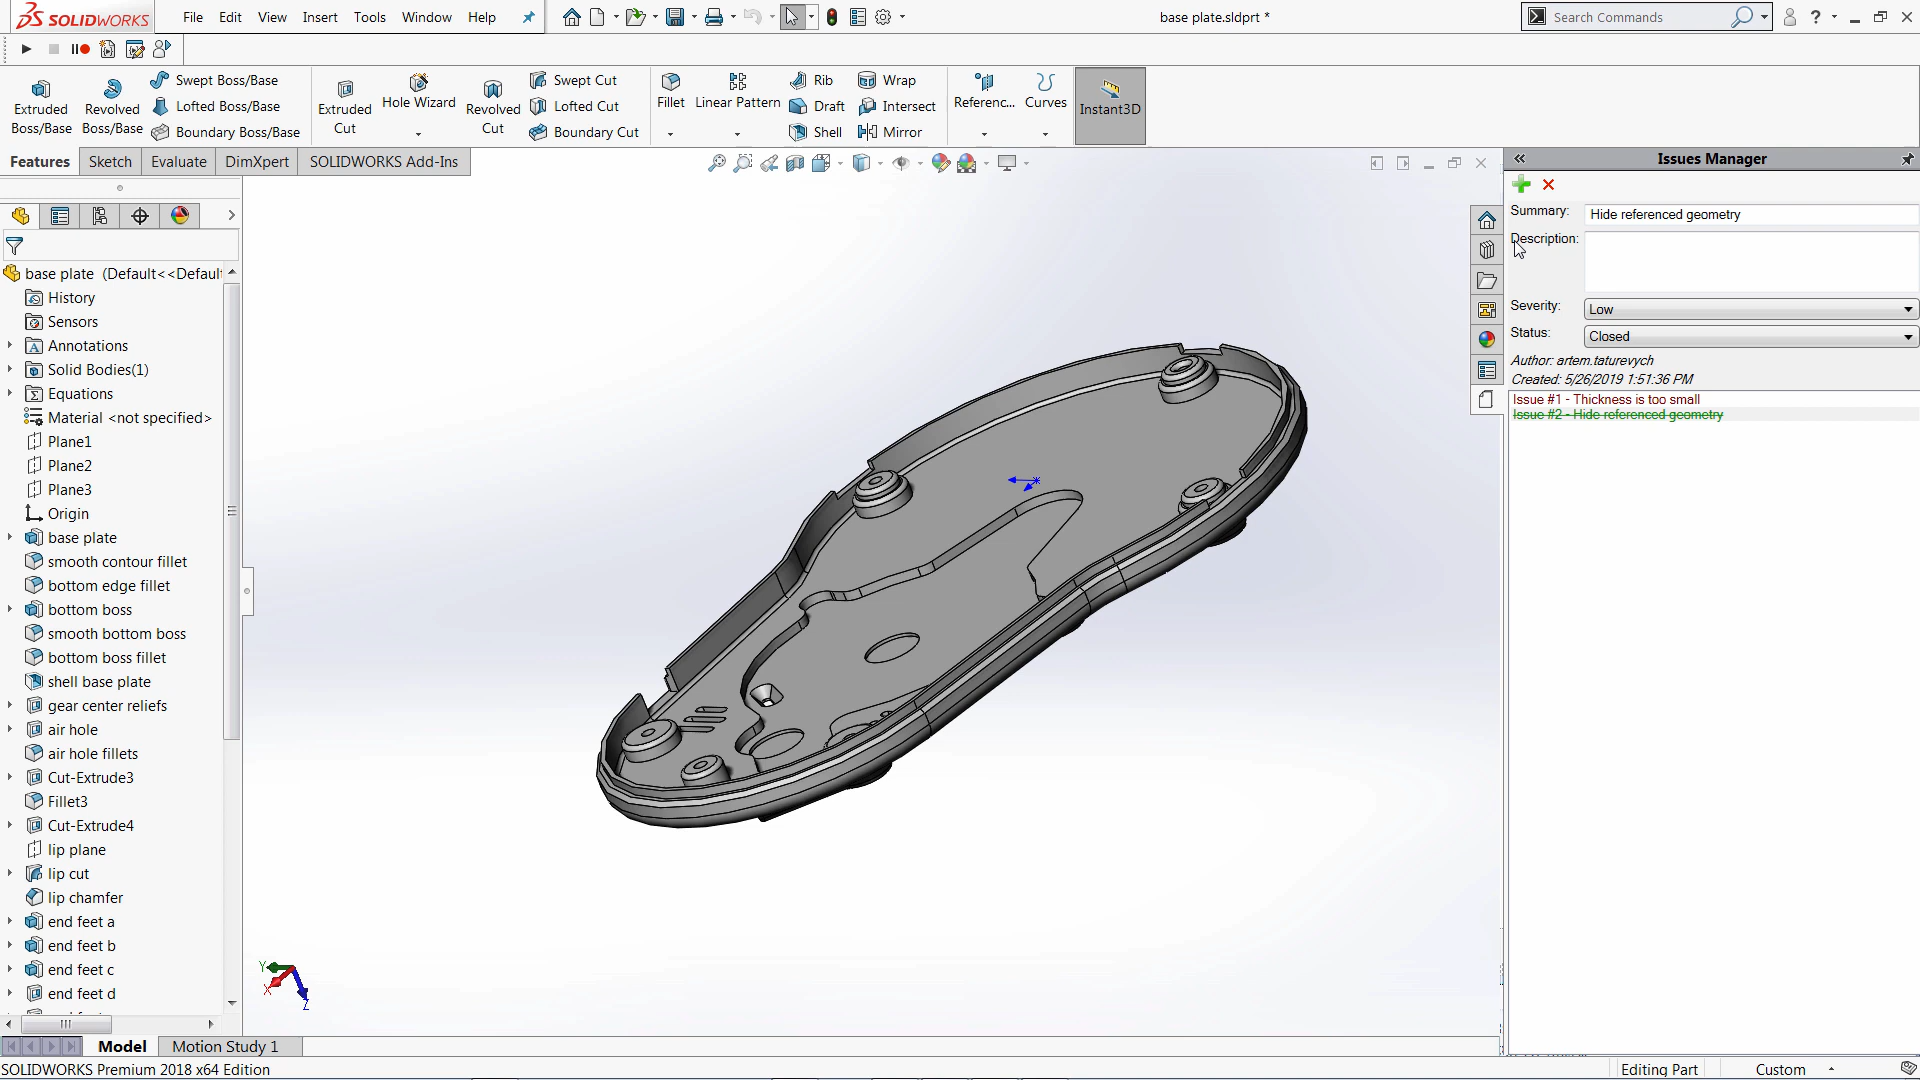 SOLIDWORKS File Edit View Insert Tools Window Help base plate.sldprt * Search Commands ?
Extruded Boss/Base
Revolved Boss/Base
Swept Boss/Base
Lofted Boss/Base
Boundary Boss/Base
Extruded Cut
Hole Wizard
Revolved Cut
Swept Cut
Lofted Cut
Boundary Cut
Fillet
Linear Pattern
Rib
Draft
Shell
Wrap
Intersect
Mirror
Referenc...
Curves
Instant3D
Features Sketch Evaluate DimXpert SOLIDWORKS Add-Ins
base plate (Default<<Defaul
History
Sensors
Annotations
Solid Bodies(1)
Equations
Material <not specified>
Plane1
Plane2
Plane3
Origin
base plate
smooth contour fillet
bottom edge fillet
bottom boss
smooth bottom boss
bottom boss fillet
shell base plate
gear center reliefs
air hole
air hole fillets
Cut-Extrude3
Fillet3
Cut-Extrude4
lip plane
lip cut
lip chamfer
end feet a
end feet b
end feet c
end feet d
Y
X
Z
Issues Manager
Summary: Hide referenced geometry
Description:
Severity: Low
Status: Closed
Author: artem.taturevych
Created: 5/26/2019 1:51:36 PM
Issue #1 - Thickness is too small
Issue #2 - Hide referenced geometry
Model Motion Study 1
SOLIDWORKS Premium 2018 x64 Edition Editing Part Custom